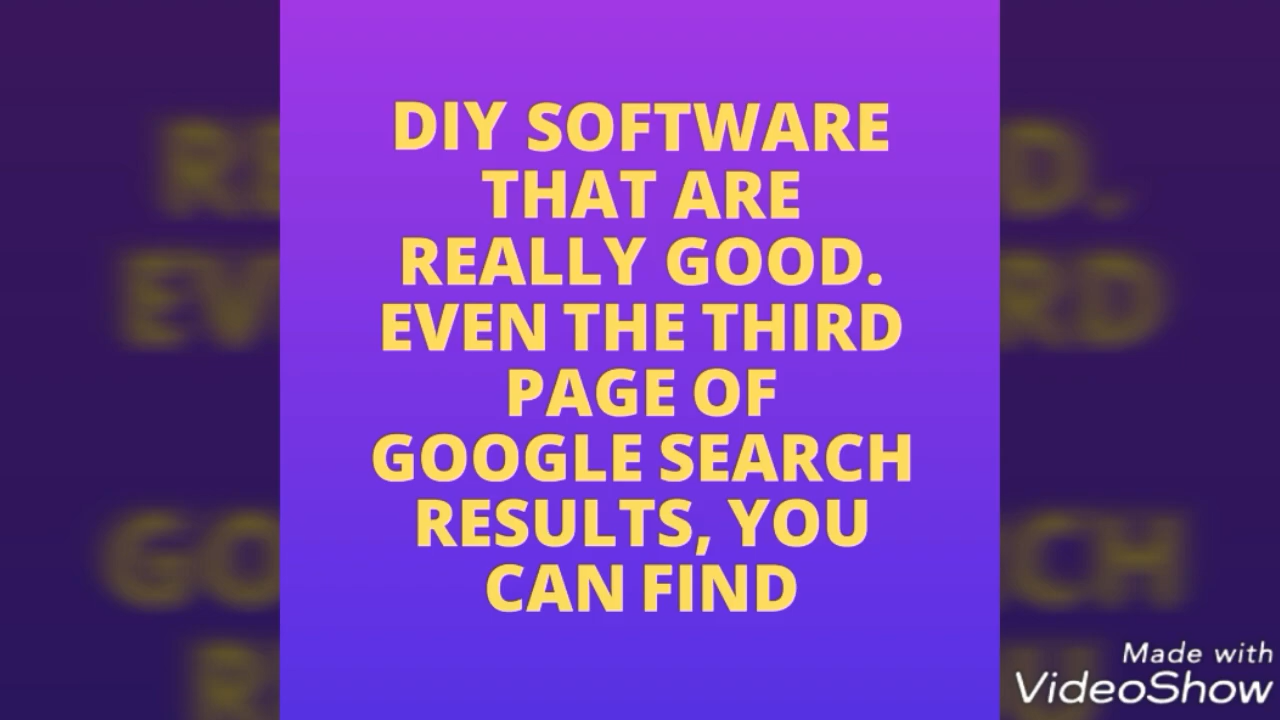 DIY SOFTWARE
THAT ARE
REALLY GOOD.
EVEN THE THIRD
PAGE OF
GOOGLE SEARCH
RESULTS, YOU
CAN FIND
Made with
VideoShow